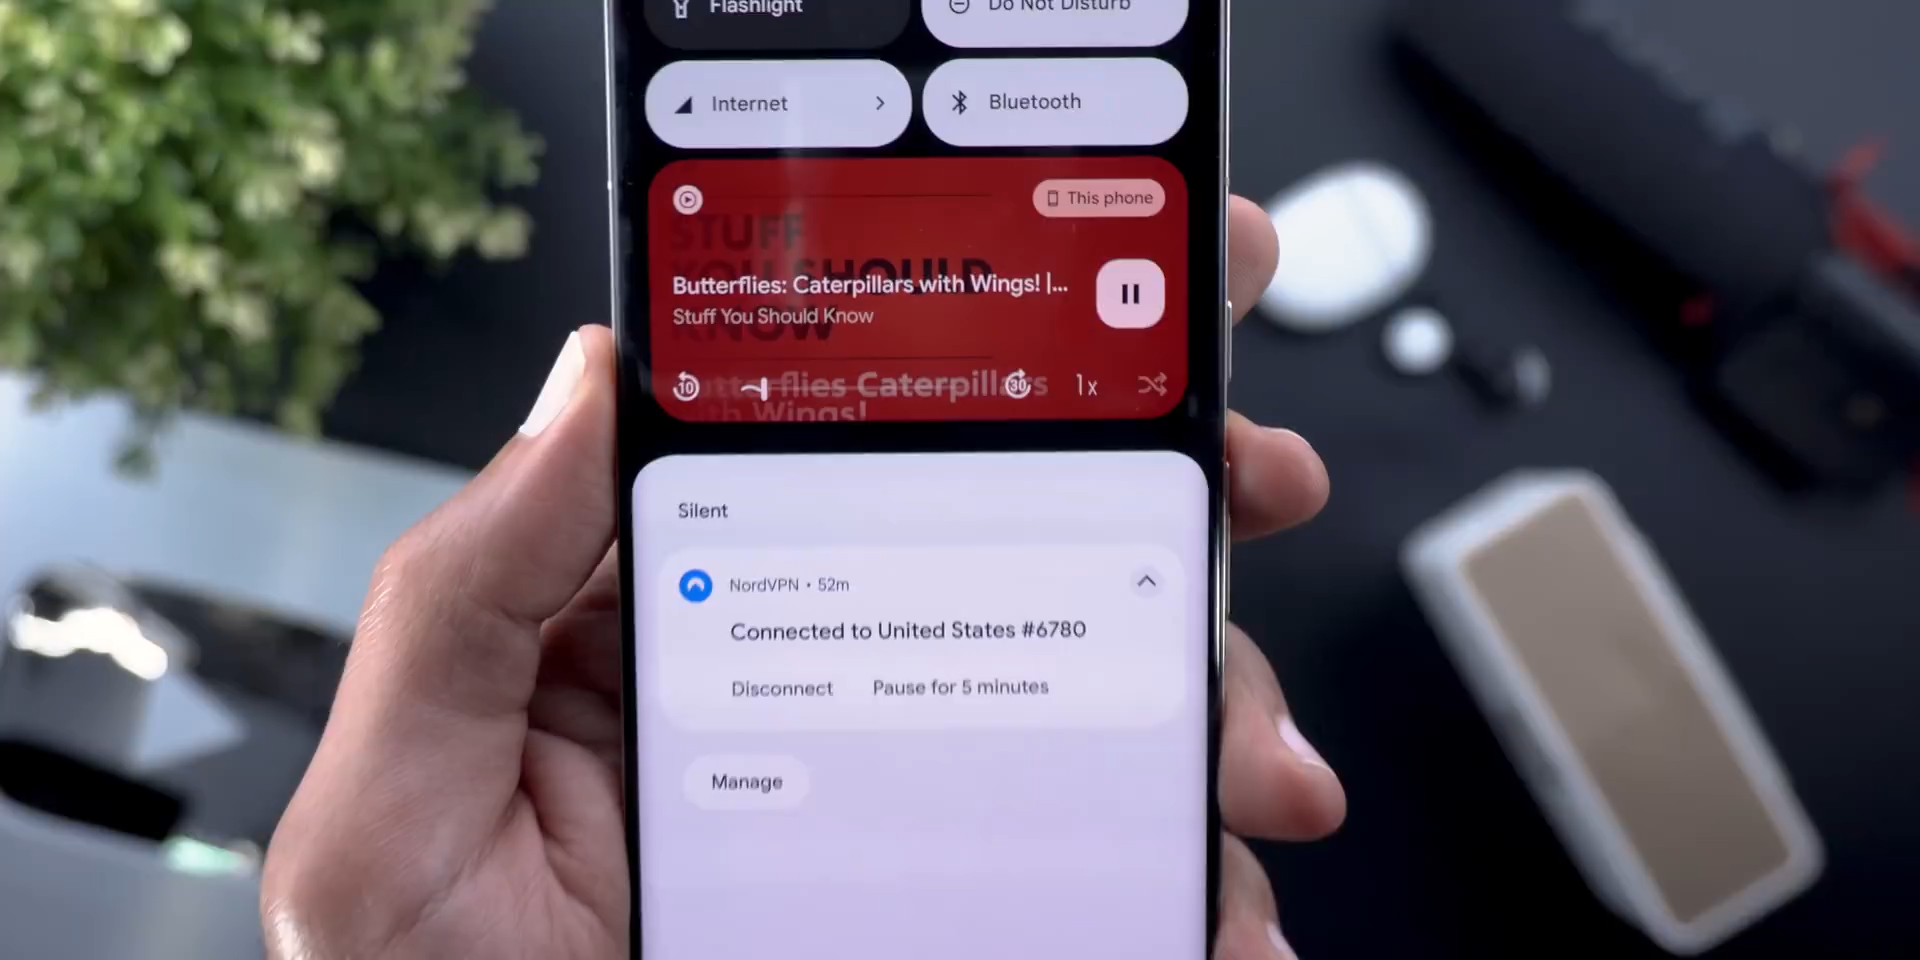 Flashlight
Do Not Disturb
Internet
Bluetooth
This phone
STUFF
YOU SHOULD
Butterflies: Caterpillars with Wings! |...
Stuff You Should Know
KNOW
10
30
1x
Butterflies Caterpillars
with Wings!
Silent
NordVPN • 52m
Connected to United States #6780
Disconnect
Pause for 5 minutes
Manage